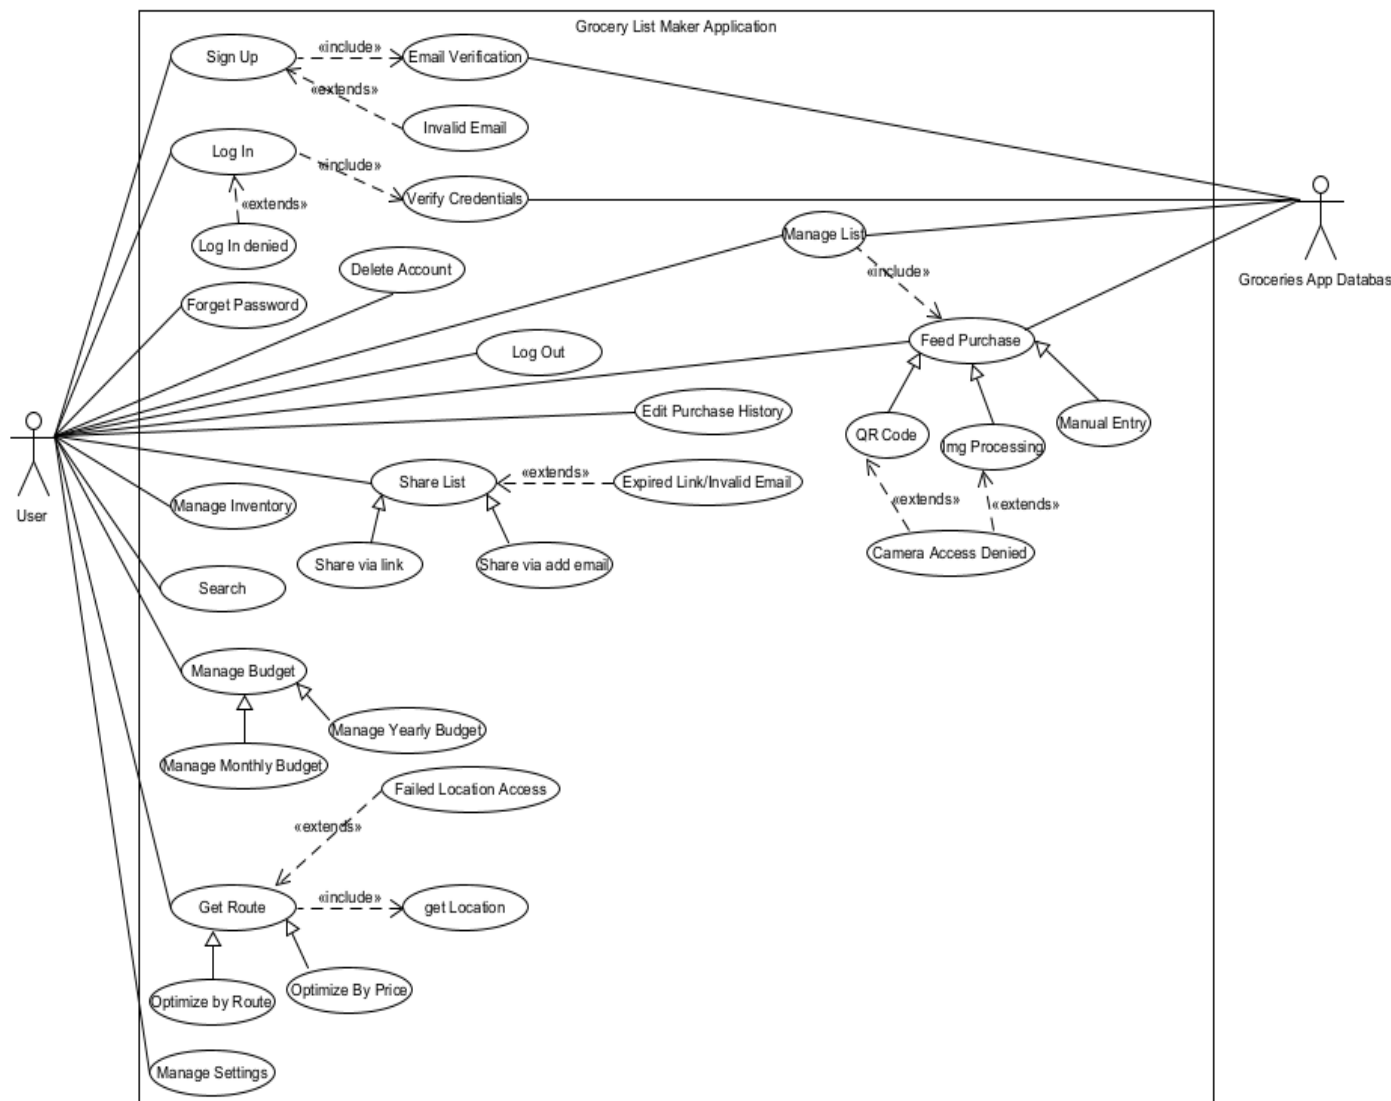 Grocery List Maker Application
Sign Up
«include»
Email Verification
«extends»
Invalid Email
Log In
«include»
Verify Credentials
«extends»
Log In denied
Manage List
«include»
Delete Account
Groceries App Databas
Forget Password
Feed Purchase
Log Out
Edit Purchase History
QR Code
Img Processing
Manual Entry
User
Manage Inventory
Share List
«extends»
Expired Link/Invalid Email
«extends»
«extends»
Share via link
Share via add email
Camera Access Denied
Search
Manage Budget
Manage Yearly Budget
Manage Monthly Budget
Failed Location Access
«extends»
Get Route
«include»
get Location
Optimize by Route
Optimize By Price
Manage Settings